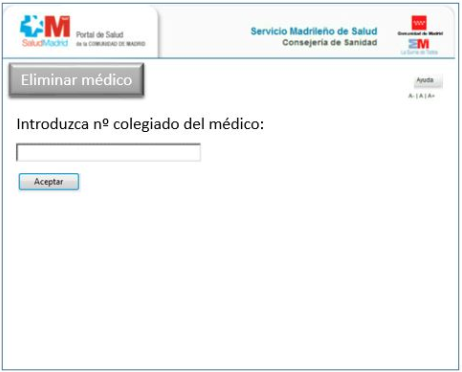 Portal de Salud
de la COMUNIDAD DE MADRID
SaludMadrid
Servicio Madrileño de Salud
Consejería de Sanidad
Comunidad de Madrid
La Suma de Todos
Eliminar médico
Ayuda
A- | A | A+
Introduzca nº colegiado del médico:
Aceptar